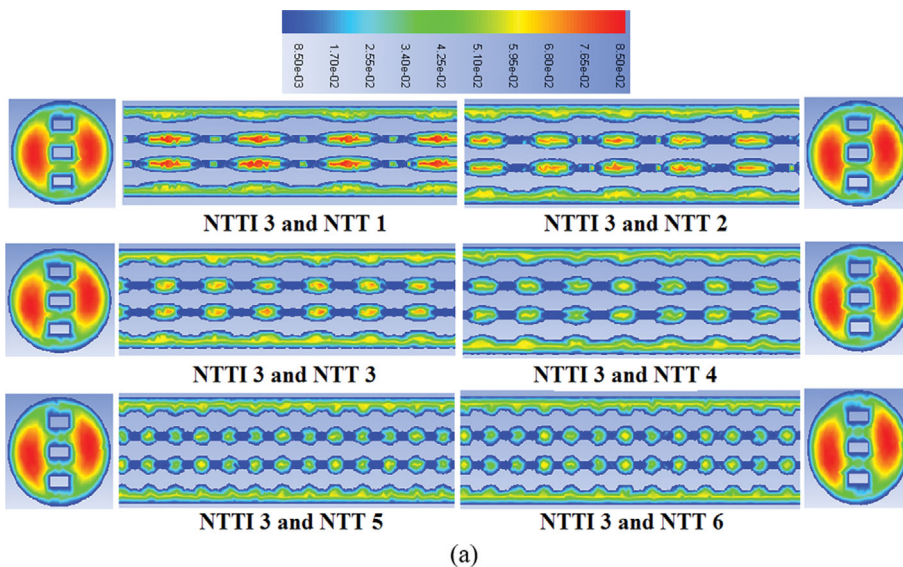 8.50e-03 1.70e-02 2.55e-02 3.40e-02 4.25e-02 5.10e-02 5.95e-02 6.80e-02 7.65e-02 8.50e-02
NTTI 3 and NTT 1 NTTI 3 and NTT 2
NTTI 3 and NTT 3 NTTI 3 and NTT 4
NTTI 3 and NTT 5 NTTI 3 and NTT 6
(a)